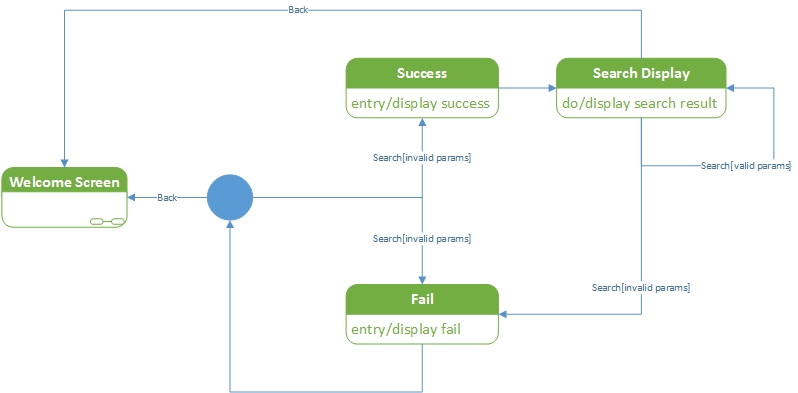 Back
Success
entry/display success
Search Display
do/display search result
Search[invalid params]
Search[valid params]
Welcome Screen
Back
Search[invalid params]
Search[invalid params]
Fail
entry/display fail